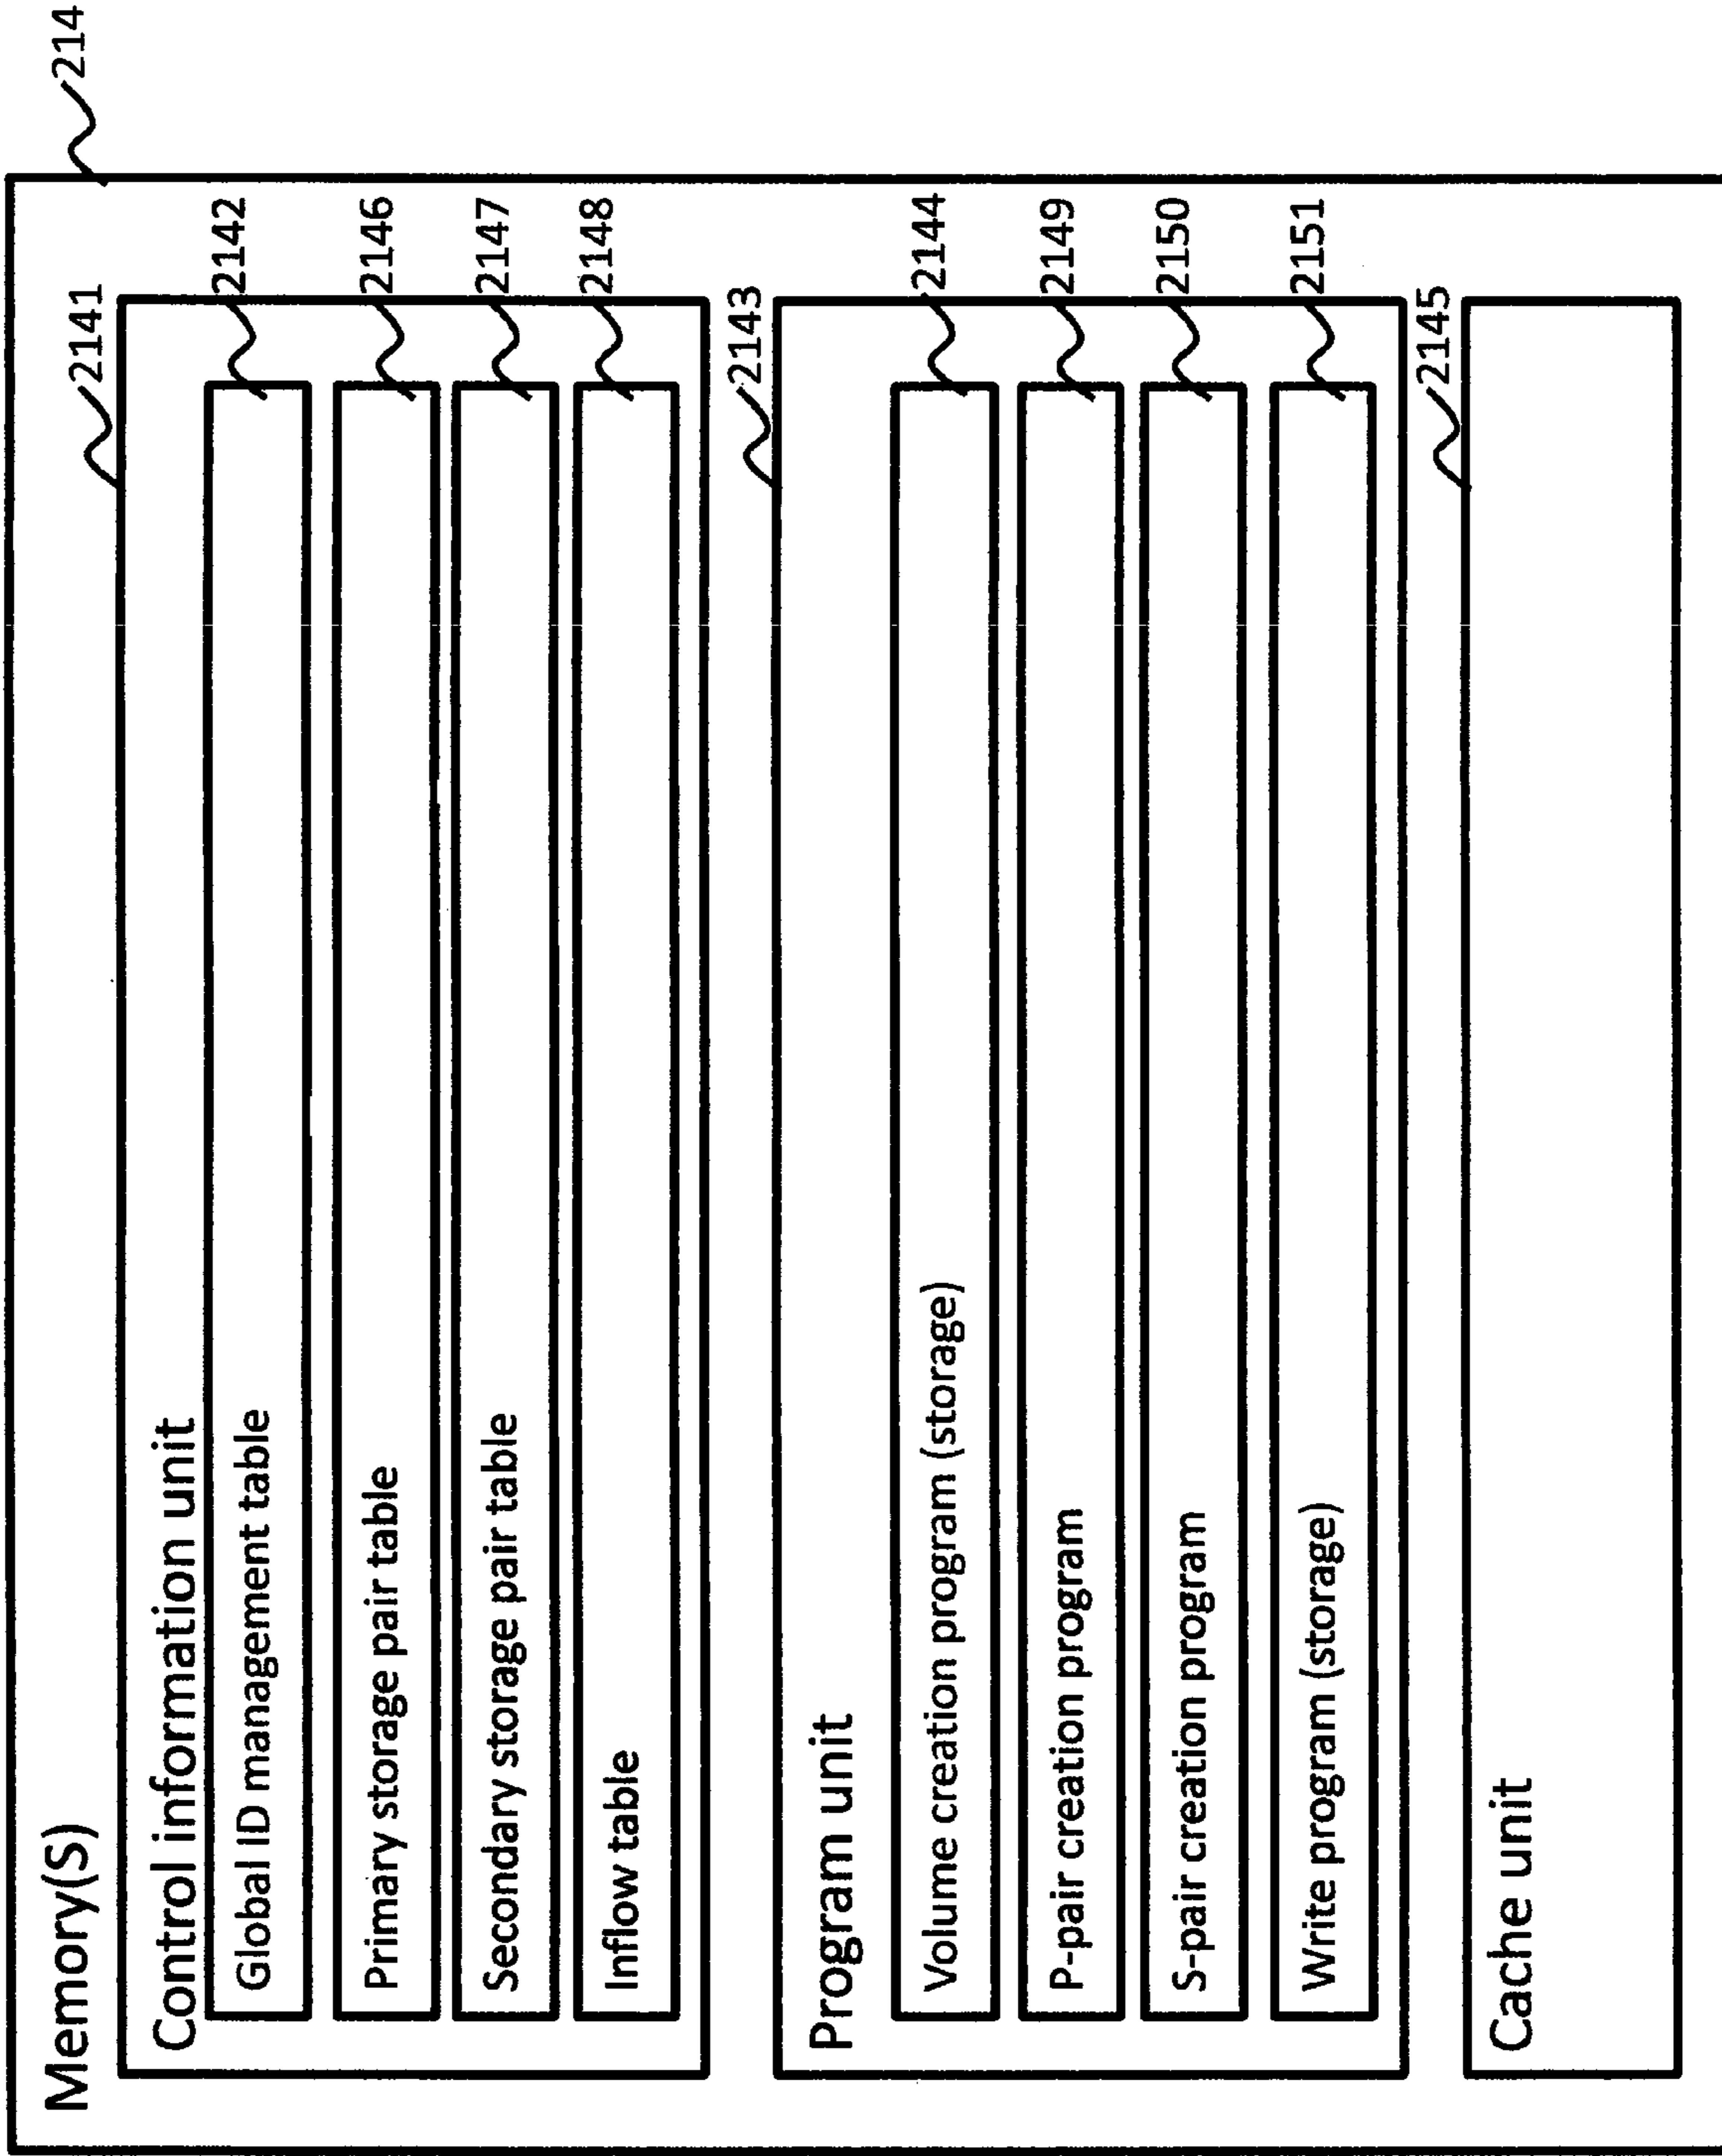 Memory(S)
214
Control information unit
2141
Global ID management table
2142
Primary storage pair table
2146
Secondary storage pair table
2147
Inflow table
2148
Program unit
2143
Volume creation program (storage)
2144
P-pair creation program
2149
S-pair creation program
2150
Write program (storage)
2151
Cache unit
2145